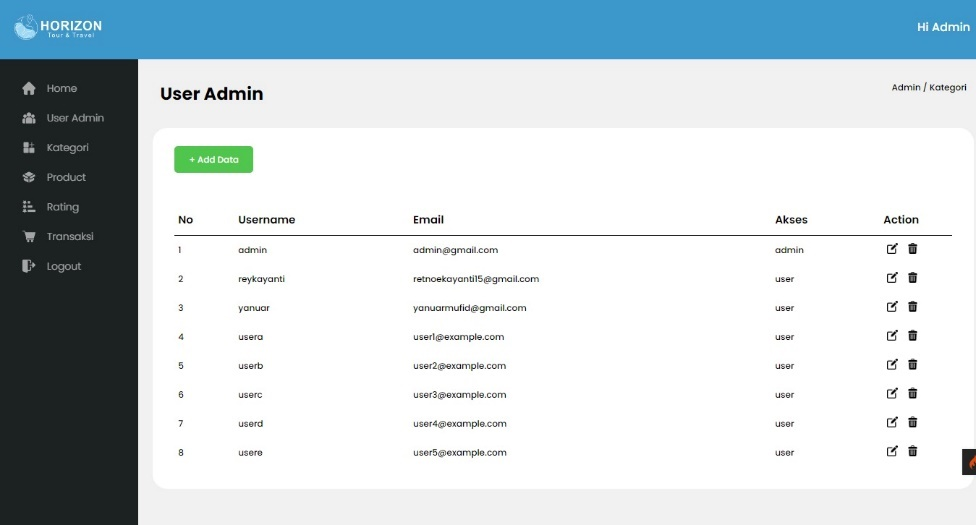 HORIZON
Tour & Travel
Hi Admin
Home
User Admin
Kategori
Product
Rating
Transaksi
Logout
User Admin
Admin / Kategori
+ Add Data
No Username Email Akses Action
1 admin admin@gmail.com admin
2 reykayanti retnoekayanti15@gmail.com user
3 yanuar yanuarmufid@gmail.com user
4 usera user1@example.com user
5 userb user2@example.com user
6 userc user3@example.com user
7 userd user4@example.com user
8 usere user5@example.com user